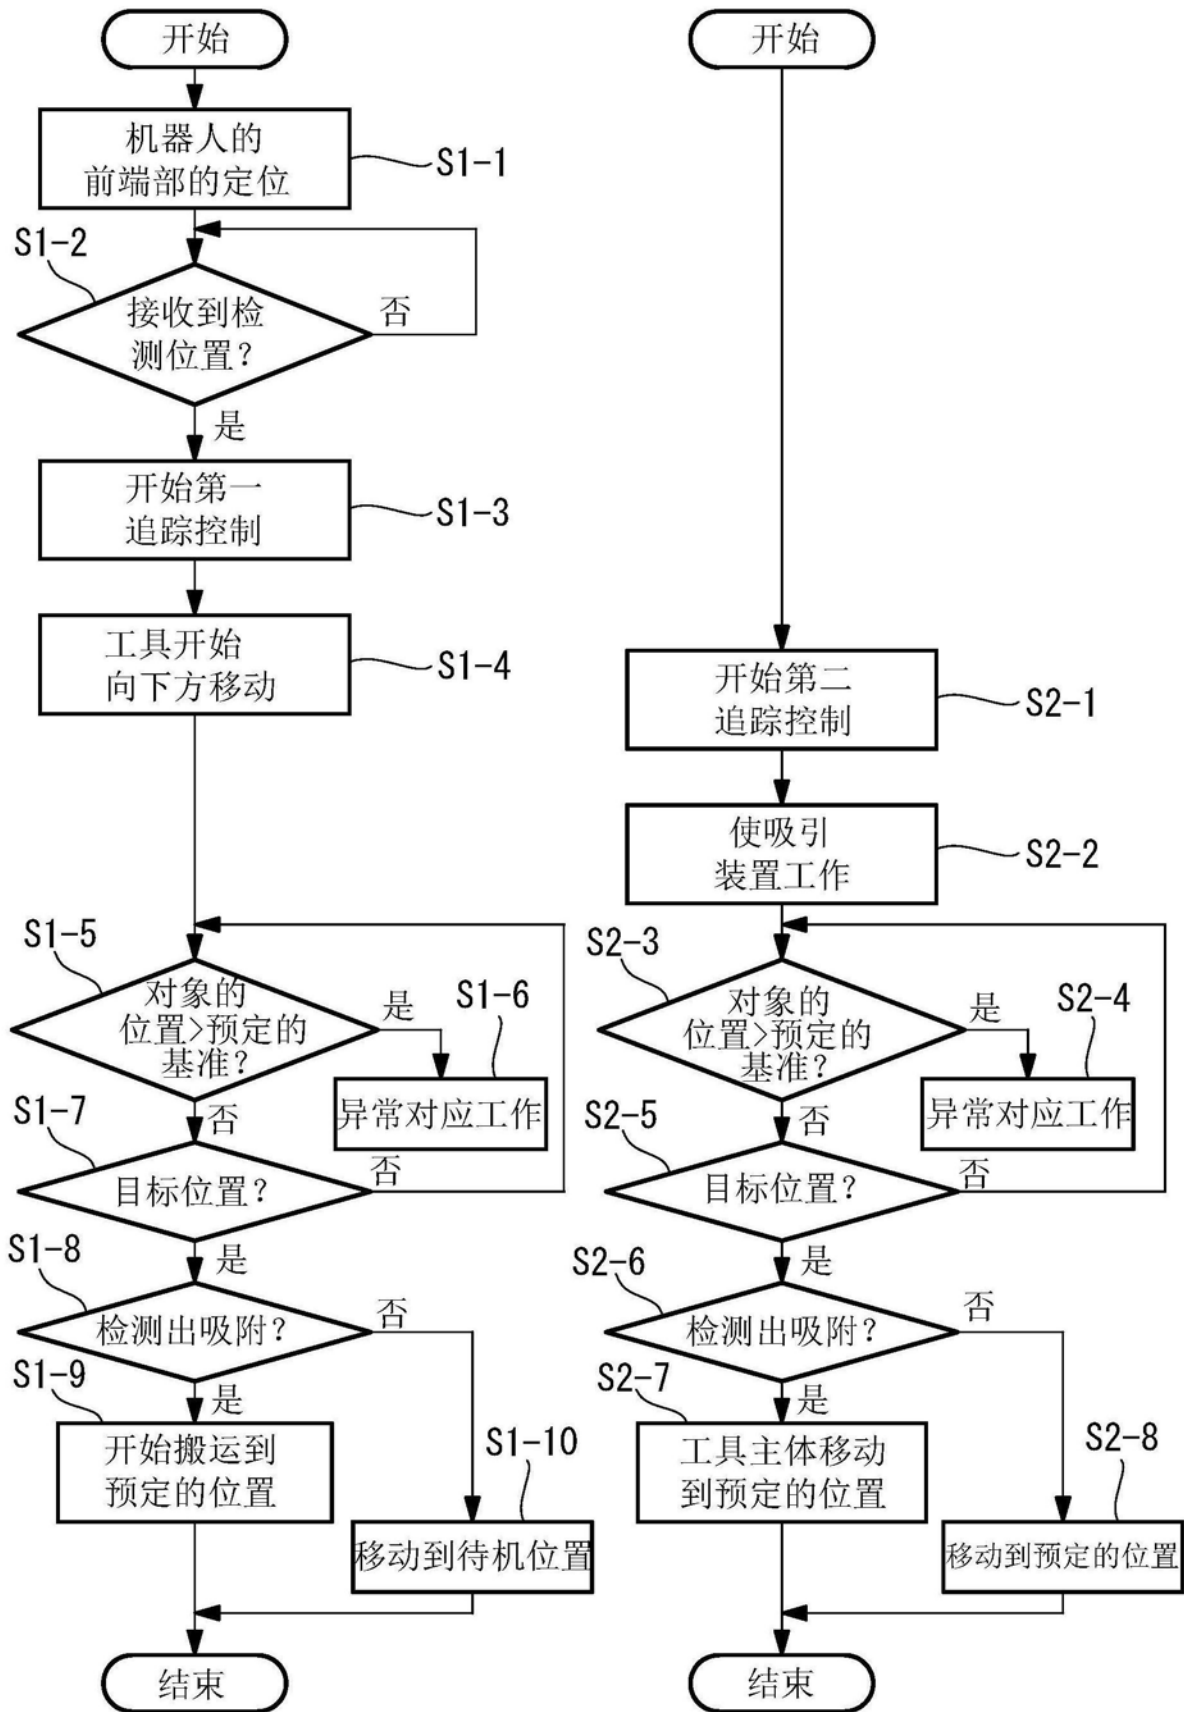 开始
机器人的
前端部的定位
S1-1
S1-2
接收到检
测位置?
否
是
开始第一
追踪控制
S1-3
工具开始
向下方移动
S1-4
S1-5
对象的
位置>预定的
基准?
是
S1-6
异常对应工作
否
S1-7
目标位置?
否
是
S1-8
检测出吸附?
否
是
S1-9
开始搬运到
预定的位置
S1-10
移动到待机位置
结束
开始
开始第二
追踪控制
S2-1
使吸引
装置工作
S2-2
S2-3
对象的
位置>预定的
基准?
是
S2-4
异常对应工作
否
S2-5
目标位置?
否
是
S2-6
检测出吸附?
否
是
S2-7
工具主体移动
到预定的位置
S2-8
移动到预定的位置
结束